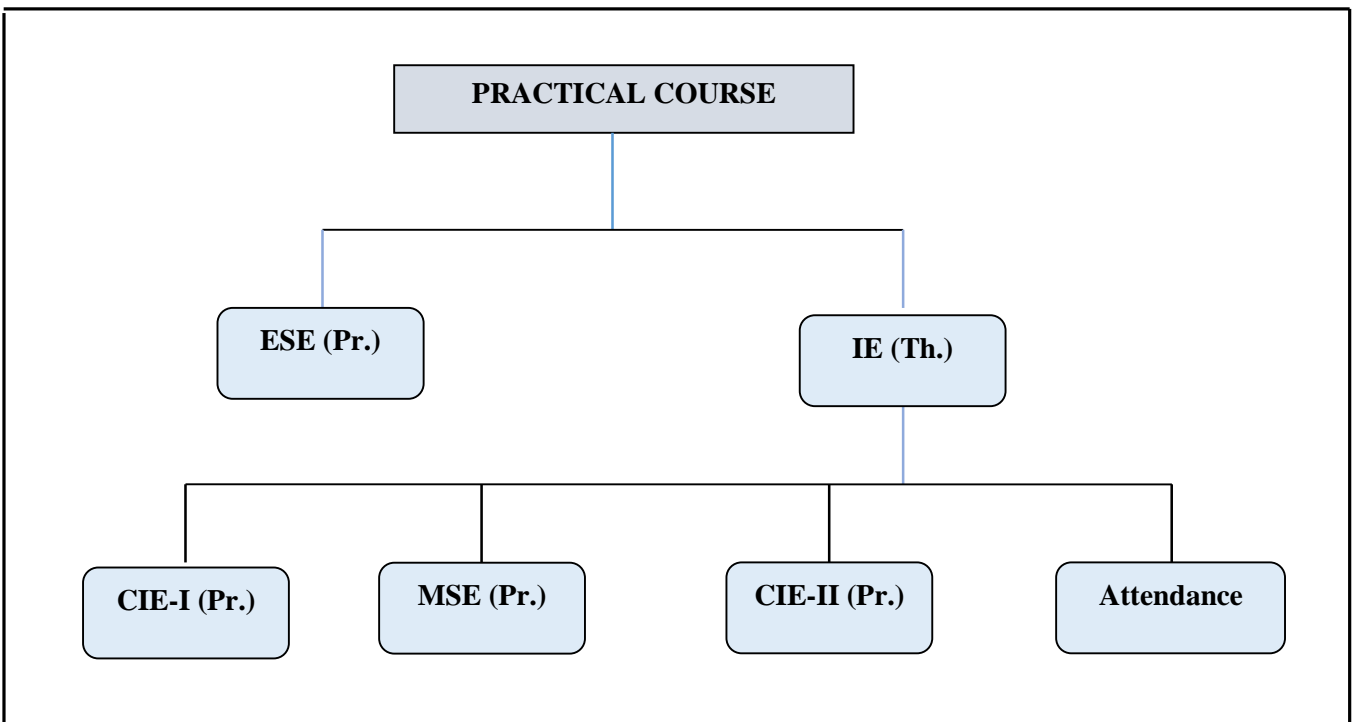 PRACTICAL COURSE
ESE (Pr.)
IE (Th.)
CIE-I (Pr.)
MSE (Pr.)
CIE-II (Pr.)
Attendance